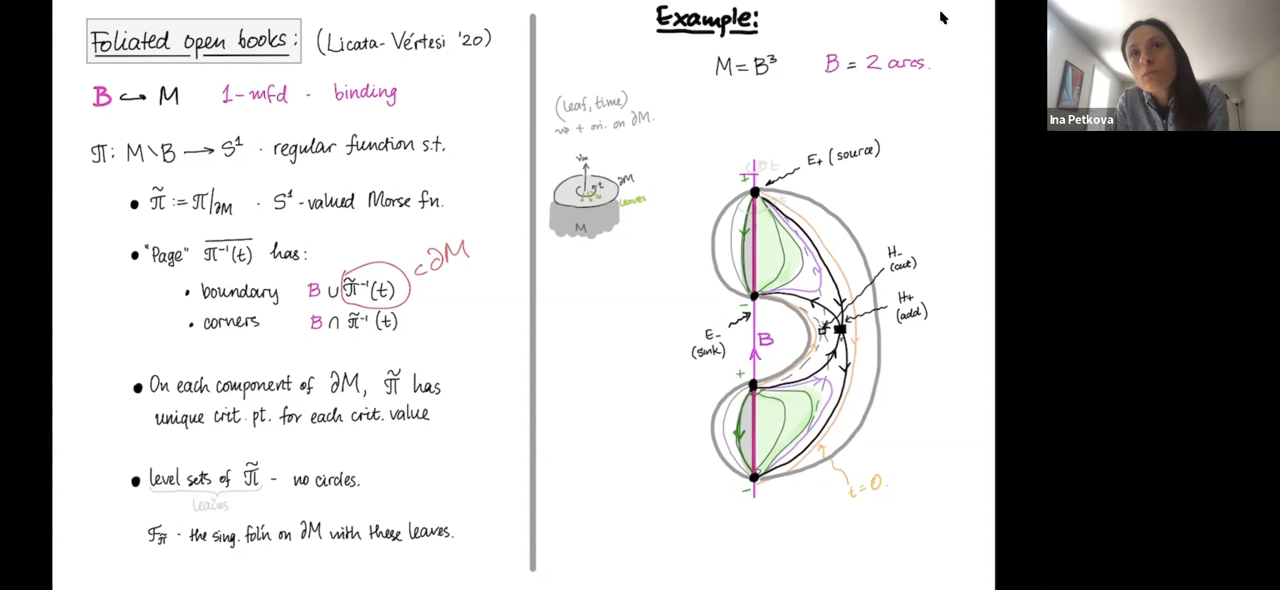 Foliated open books: (Licata-Vértesi '20)
B ↪ M 1-mfd - binding
π: M\B → S¹ - regular function s.t.
• π̃ := π|∂M - S¹-valued Morse fn.
• "Page" \overline{π⁻¹(t)} has:
• boundary B ∪ π̃⁻¹(t) ⊂ ∂M
• corners B ∩ π̃⁻¹(t)
• On each component of ∂M, π̃ has
unique crit. pt. for each crit. value
• level sets of π̃ - no circles.
leaves
F_π̃ - the sing. fol'n on ∂M with these leaves.
Example:
M = B³ B = 2 arcs.
(leaf, time)
⇝ + ori. on ∂M.
ν_M
t
∂M
leaves
M
+
E+ (source)
H-
(cut)
H+
(add)
-
E-
(sink)
B
+
-
t=0.
Ina Petkova